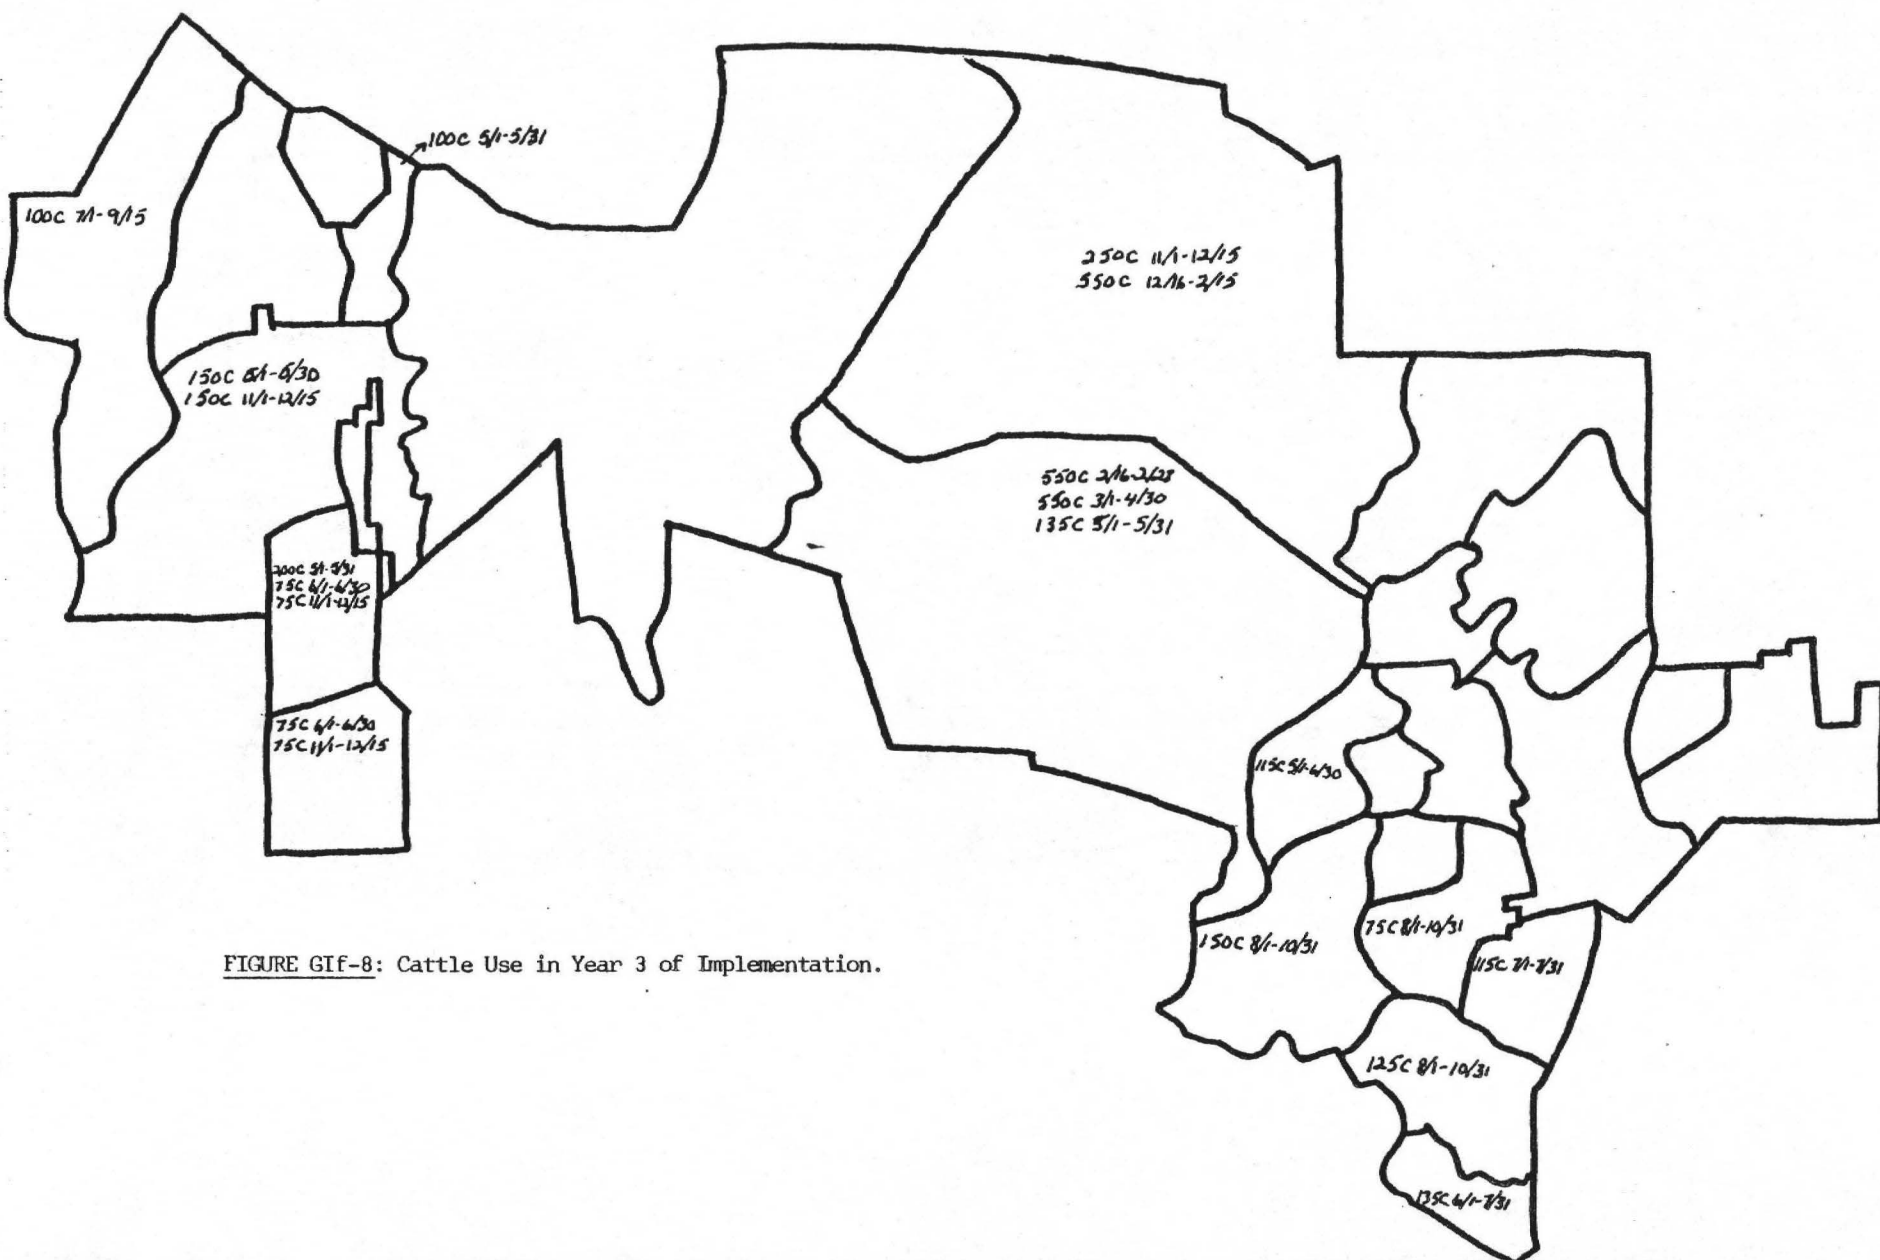 100C 5/1-5/31
100C 7/1-9/15
250C 11/1-12/15
550C 12/16-2/15
150C 6/1-6/30
150C 11/1-12/15
550C 2/16-2/28
550C 3/1-4/30
135C 5/1-5/31
200C 5/1-5/31
75C 6/1-6/30
75C 11/1-12/15
75C 6/1-6/30
75C 11/1-12/15
115C 5/1-6/30
150C 8/1-10/31
75C 8/1-10/31
115C 7/1-7/31
FIGURE GIf-8: Cattle Use in Year 3 of Implementation.
125C 8/1-10/31
135C 6/1-7/31